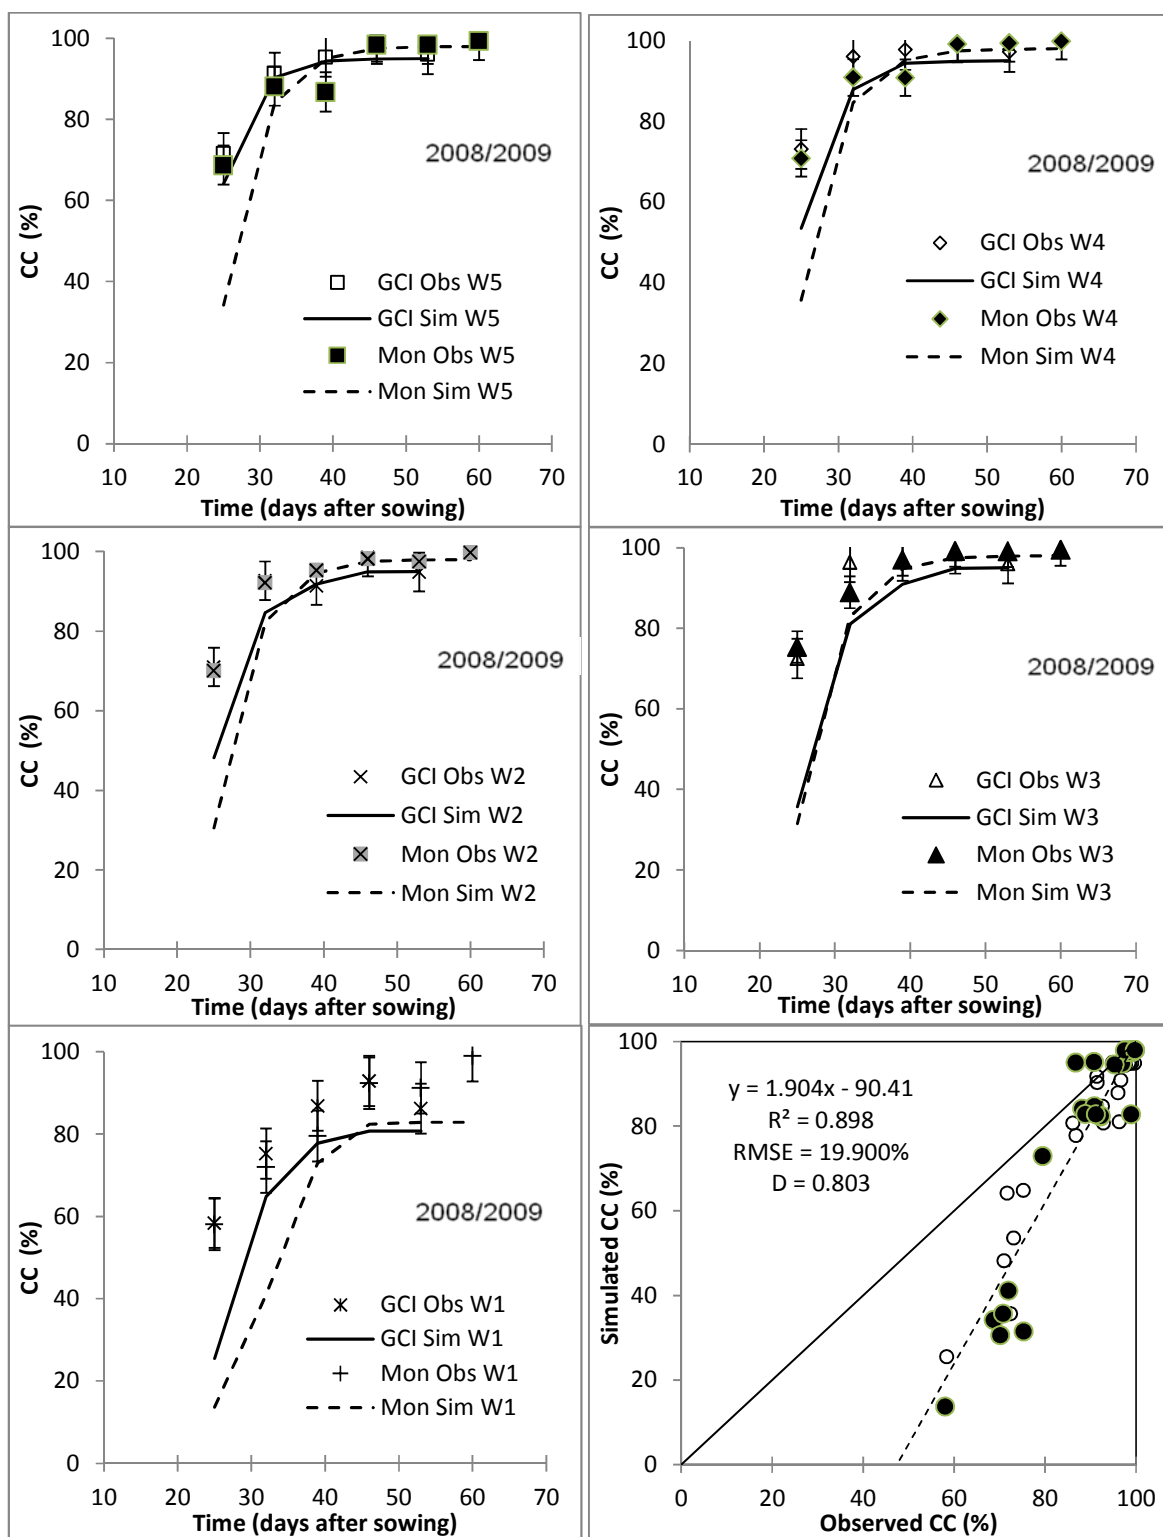 100
80
60
40
20
0
CC (%)
2008/2009
GCI Obs W5
GCI Sim W5
Mon Obs W5
Mon Sim W5
10 20 30 40 50 60 70
Time (days after sowing)
100
80
60
40
20
0
CC (%)
2008/2009
GCI Obs W4
GCI Sim W4
Mon Obs W4
Mon Sim W4
10 20 30 40 50 60 70
Time (days after sowing)
100
80
60
40
20
0
CC (%)
2008/2009
GCI Obs W2
GCI Sim W2
Mon Obs W2
Mon Sim W2
10 20 30 40 50 60 70
Time (days after sowing)
100
80
60
40
20
0
CC (%)
2008/2009
GCI Obs W3
GCI Sim W3
Mon Obs W3
Mon Sim W3
10 20 30 40 50 60 70
Time (days after sowing)
100
80
60
40
20
0
CC (%)
2008/2009
GCI Obs W1
GCI Sim W1
Mon Obs W1
Mon Sim W1
10 20 30 40 50 60 70
Time (days after sowing)
100
80
60
40
20
0
Simulated CC (%)
y = 1.904x - 90.41
R² = 0.898
RMSE = 19.900%
D = 0.803
0 20 40 60 80 100
Observed CC (%)